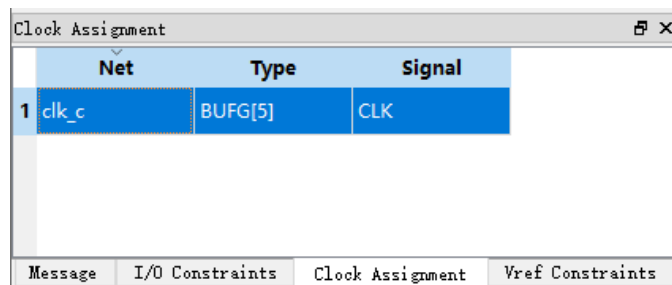 Clock Assignment
Net Type Signal
1 clk_c BUFG[5] CLK
Message I/O Constraints Clock Assignment Vref Constraints